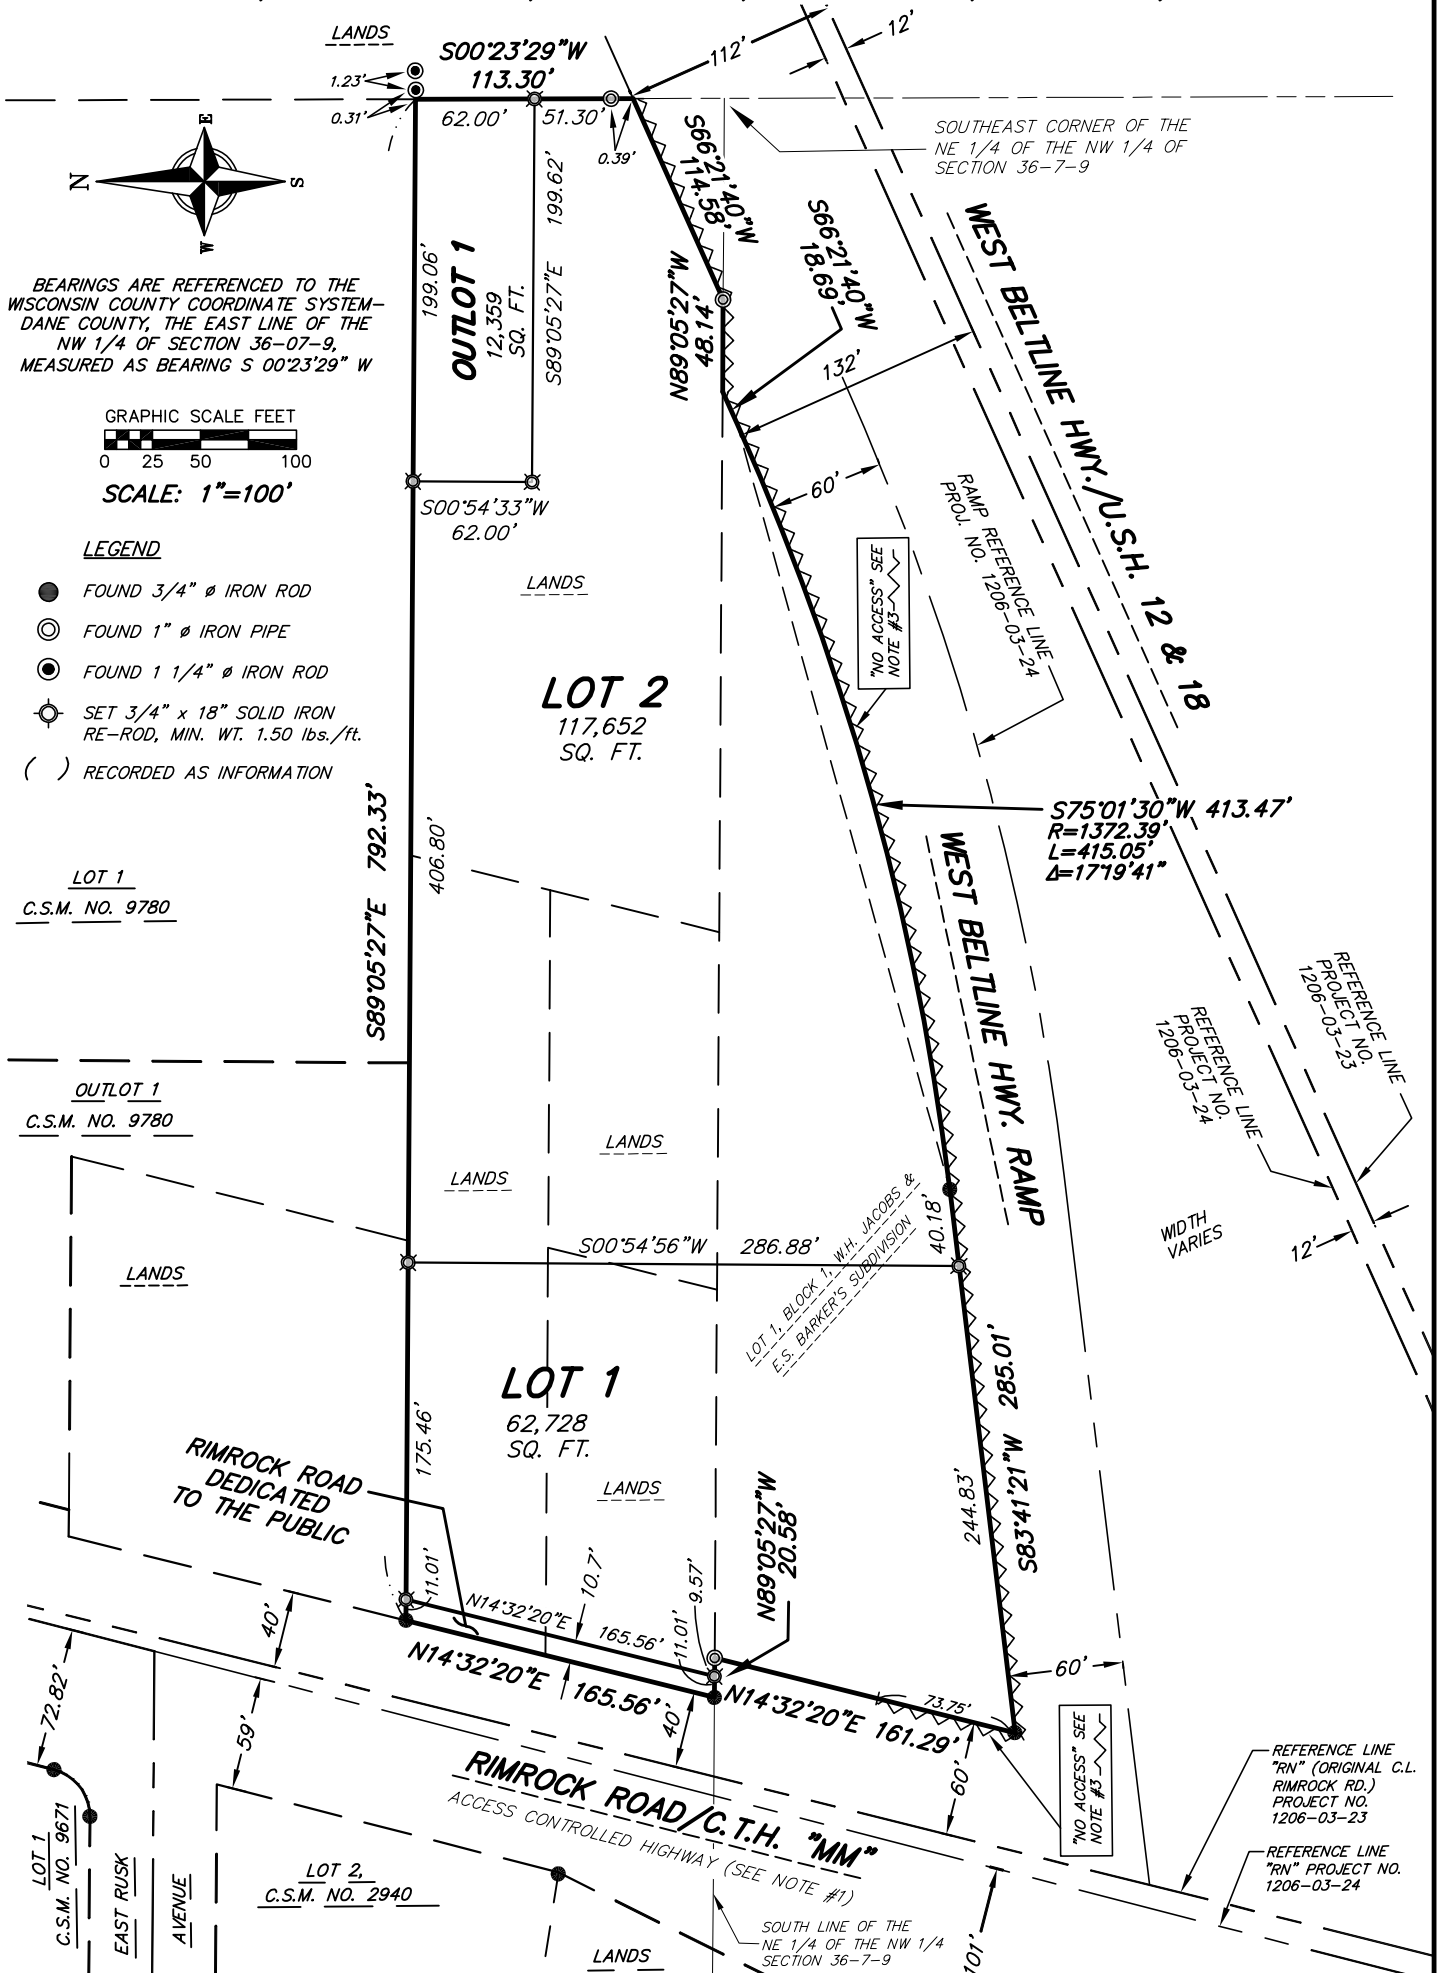 LANDS
S00°23'29"W
113.30'
1.23'
0.31'
62.00'
51.30'
0.39'
112'
12'
SOUTHEAST CORNER OF THE
NE 1/4 OF THE NW 1/4 OF
SECTION 36-7-9
N
E
S
W
BEARINGS ARE REFERENCED TO THE
WISCONSIN COUNTY COORDINATE SYSTEM-
DANE COUNTY, THE EAST LINE OF THE
NW 1/4 OF SECTION 36-07-9,
MEASURED AS BEARING S 00°23'29" W
GRAPHIC SCALE FEET
0 25 50 100
SCALE: 1"=100'
LEGEND
FOUND 3/4" ø IRON ROD
FOUND 1" ø IRON PIPE
FOUND 1 1/4" ø IRON ROD
SET 3/4" x 18" SOLID IRON
RE-ROD, MIN. WT. 1.50 lbs./ft.
( ) RECORDED AS INFORMATION
199.06'
OUTLOT 1
12,359
SQ. FT.
S89°05'27"E 199.62'
S00°54'33"W
62.00'
S66°21'40"W
114.58'
N89°05'27"W
48.14'
S66°21'40"W
18.69'
132'
60'
WEST BELTLINE HWY./U.S.H. 12 & 18
RAMP REFERENCE LINE
PROJ. NO. 1206-03-24
"NO ACCESS" SEE
NOTE #3
LANDS
LOT 2
117,652
SQ. FT.
S89°05'27"E 792.33'
406.80'
S75°01'30"W 413.47'
R=1372.39'
L=415.05'
Δ=17°19'41"
WEST BELTLINE HWY. RAMP
LOT 1
C.S.M. NO. 9780
OUTLOT 1
C.S.M. NO. 9780
REFERENCE LINE
PROJECT NO.
1206-03-23
REFERENCE LINE
PROJECT NO.
1206-03-24
WIDTH
VARIES
12'
LANDS
LANDS
LANDS
S00°54'56"W 286.88'
40.18'
LOT 1, BLOCK 1, W.H. JACOBS &
E.S. BARKER'S SUBDIVISION
LOT 1
62,728
SQ. FT.
LANDS
175.46'
S83°41'21"W 285.01'
244.83'
RIMROCK ROAD
DEDICATED
TO THE PUBLIC
11.01'
N14°32'20"E 165.56'
10.7'
9.57'
11.01'
N89°05'27"W
20.58'
N14°32'20"E 165.56'
N14°32'20"E 161.29'
73.75'
60'
40'
40'
60'
72.82'
59'
RIMROCK ROAD/C.T.H. "MM"
ACCESS CONTROLLED HIGHWAY (SEE NOTE #1)
"NO ACCESS" SEE
NOTE #3
REFERENCE LINE
"RN" (ORIGINAL C.L.
RIMROCK RD.)
PROJECT NO.
1206-03-23
REFERENCE LINE
"RN" PROJECT NO.
1206-03-24
LOT 1
C.S.M. NO. 9671
EAST RUSK
AVENUE
LOT 2,
C.S.M. NO. 2940
LANDS
SOUTH LINE OF THE
NE 1/4 OF THE NW 1/4
SECTION 36-7-9
101'